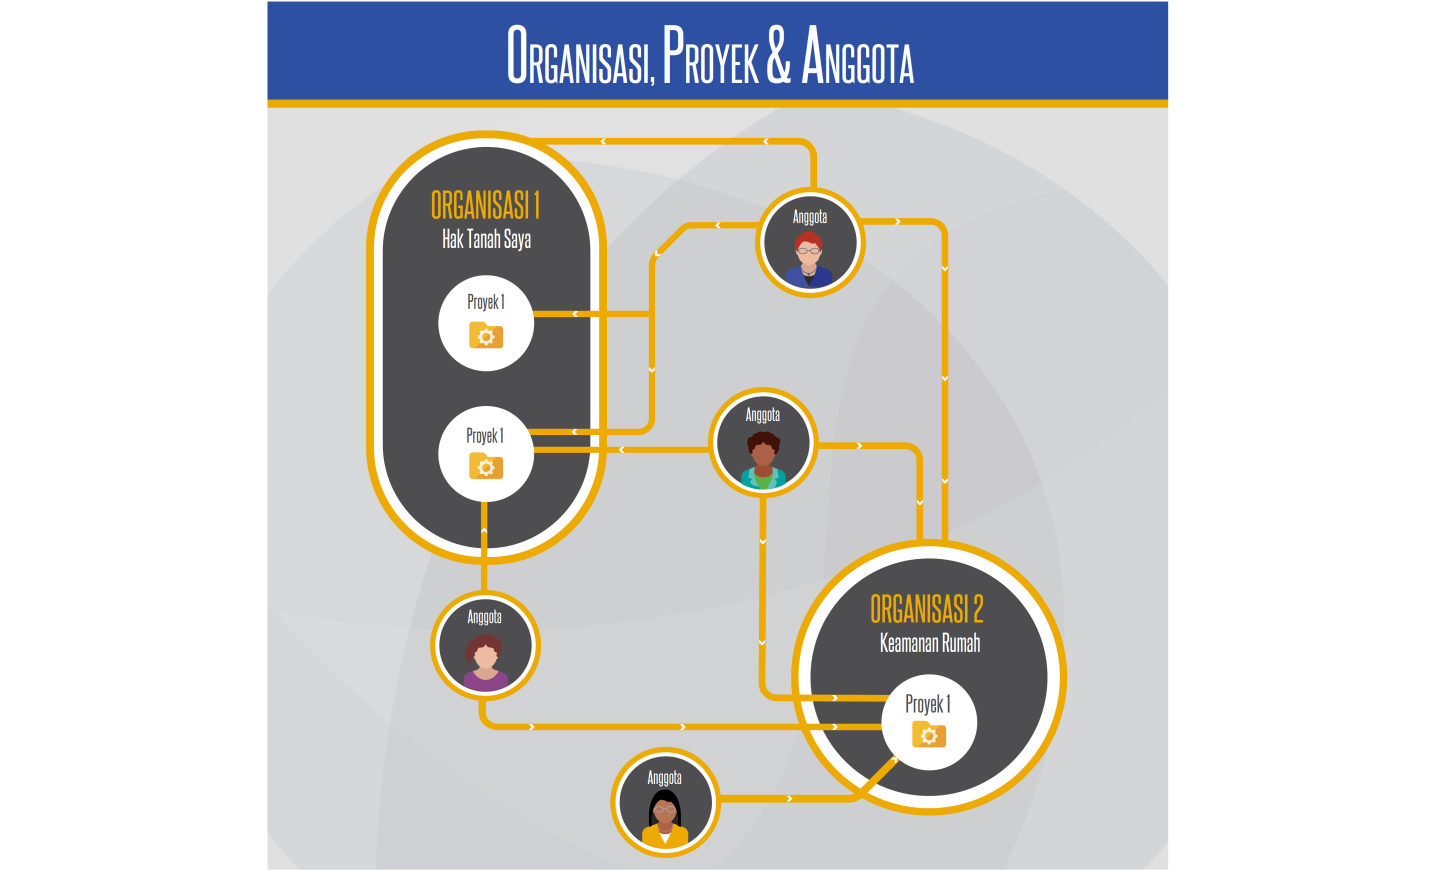 ORGANISASI, PROYEK & ANGGOTA
ORGANISASI 1
Hak Tanah Saya
Proyek 1
Proyek 1
Anggota
Anggota
Anggota
ORGANISASI 2
Keamanan Rumah
Proyek 1
Anggota